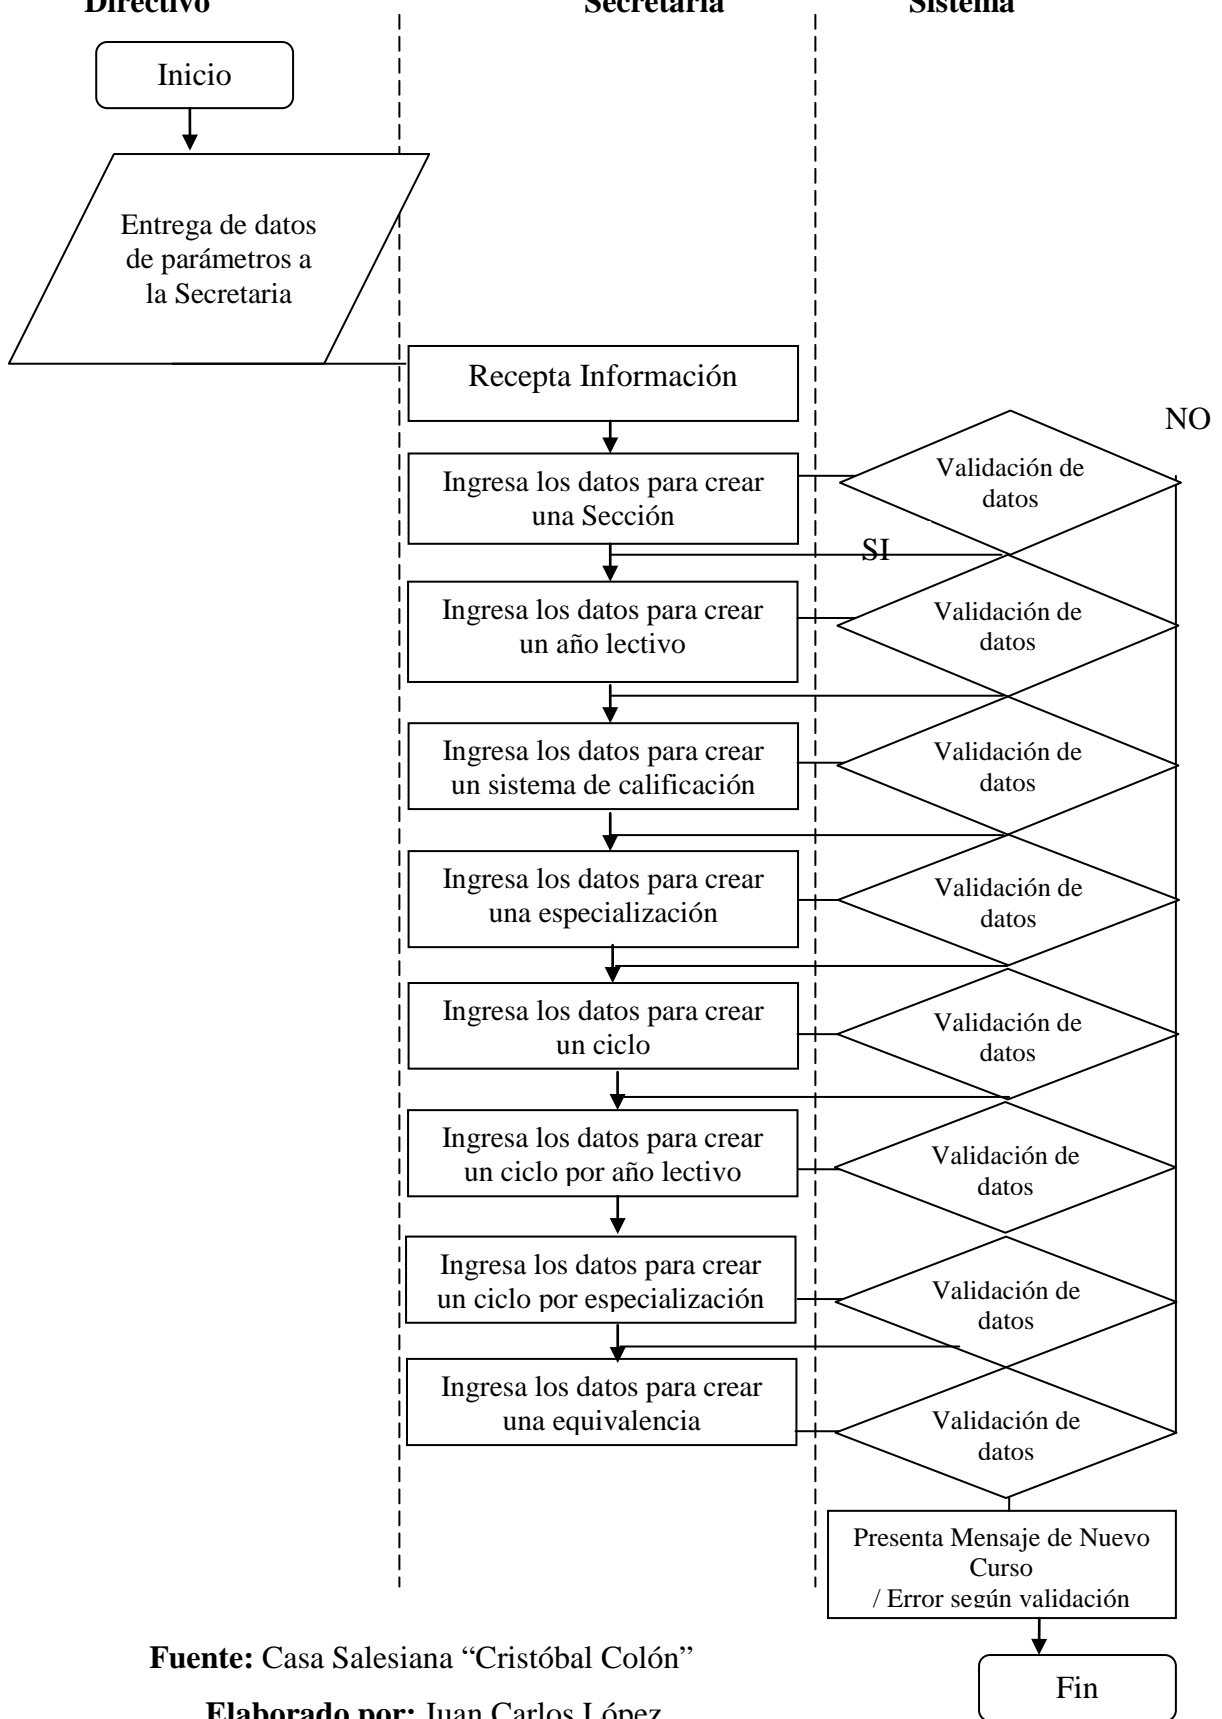 Directivo
Secretaria
Sistema
Inicio
Entrega de datos
de parámetros a
la Secretaria
Recepta Información
NO
Ingresa los datos para crear
una Sección
Validación de
datos
SI
Ingresa los datos para crear
un año lectivo
Validación de
datos
Ingresa los datos para crear
un sistema de calificación
Validación de
datos
Ingresa los datos para crear
una especialización
Validación de
datos
Ingresa los datos para crear
un ciclo
Validación de
datos
Ingresa los datos para crear
un ciclo por año lectivo
Validación de
datos
Ingresa los datos para crear
un ciclo por especialización
Validación de
datos
Ingresa los datos para crear
una equivalencia
Validación de
datos
Presenta Mensaje de Nuevo
Curso
/ Error según validación
Fin
Fuente: Casa Salesiana “Cristóbal Colón”
Elaborado por: Juan Carlos López